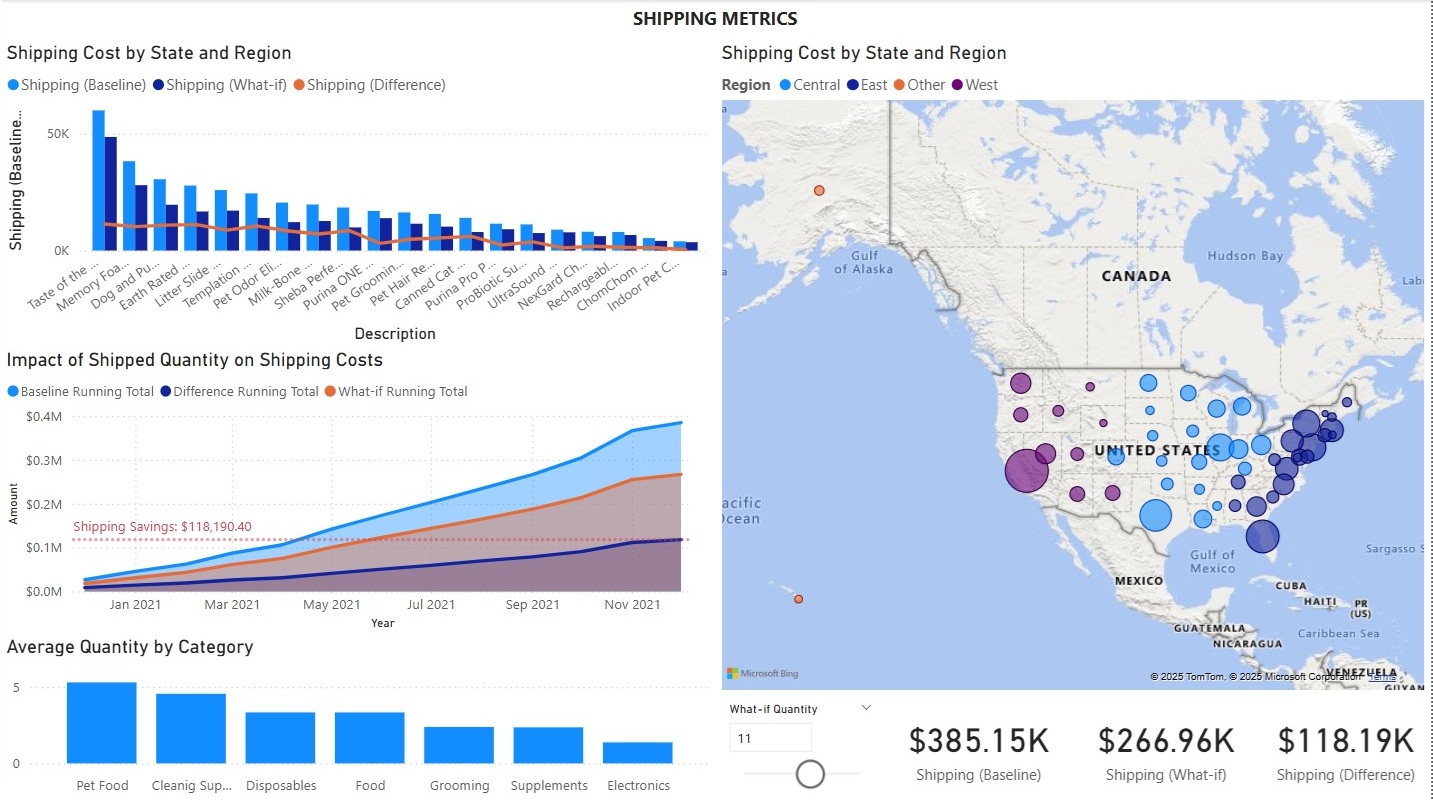 SHIPPING METRICS
Shipping Cost by State and Region
Shipping (Baseline) Shipping (What-if) Shipping (Difference)
Shipping (Baseline...
50K
0K
Taste of the ...
Memory Foa...
Dog and Pu...
Earth Rated ...
Litter Slide ...
Templation ...
Pet Odor Eli...
Milk-Bone ...
Sheba Perfe...
Purina ONE ...
Pet Groomin...
Pet Hair Re...
Canned Cat ...
Purina Pro P...
ProBiotic Su...
UltraSound ...
NexGard Ch...
Rechargeabl...
ChomChom ...
Indoor Pet C...
Description
Impact of Shipped Quantity on Shipping Costs
Baseline Running Total Difference Running Total What-if Running Total
Amount
$0.4M
$0.3M
$0.2M
Shipping Savings: $118,190.40
$0.1M
$0.0M
Jan 2021 Mar 2021 May 2021 Jul 2021 Sep 2021 Nov 2021
Year
Average Quantity by Category
5
0
Pet Food Cleanig Sup... Disposables Food Grooming Supplements Electronics
Shipping Cost by State and Region
Region Central East Other West
Gulf
of Alaska
Hudson Bay
CANADA
Lab
UNITED STATES
acific
Ocean
Gulf of
Mexico
Sargasso S
MEXICO
CUBA
HAITI
PR
(US)
GUATEMALA
Caribbean Sea
NICARAGUA
VENEZUELA
GUYAN
Microsoft Bing
© 2025 TomTom, © 2025 Microsoft Corporation Terms
What-if Quantity
11
$385.15K $266.96K $118.19K
Shipping (Baseline) Shipping (What-if) Shipping (Difference)